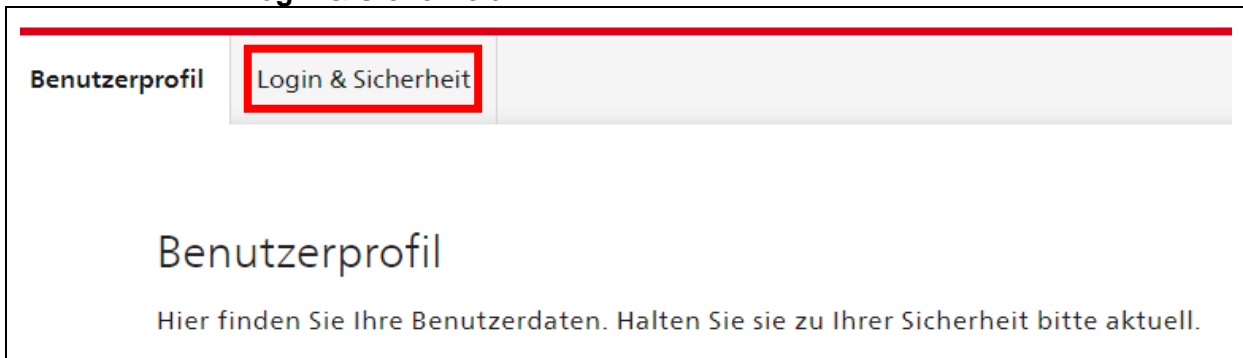 Benutzerprofil Login & Sicherheit
Benutzerprofil
Hier finden Sie Ihre Benutzerdaten. Halten Sie sie zu Ihrer Sicherheit bitte aktuell.